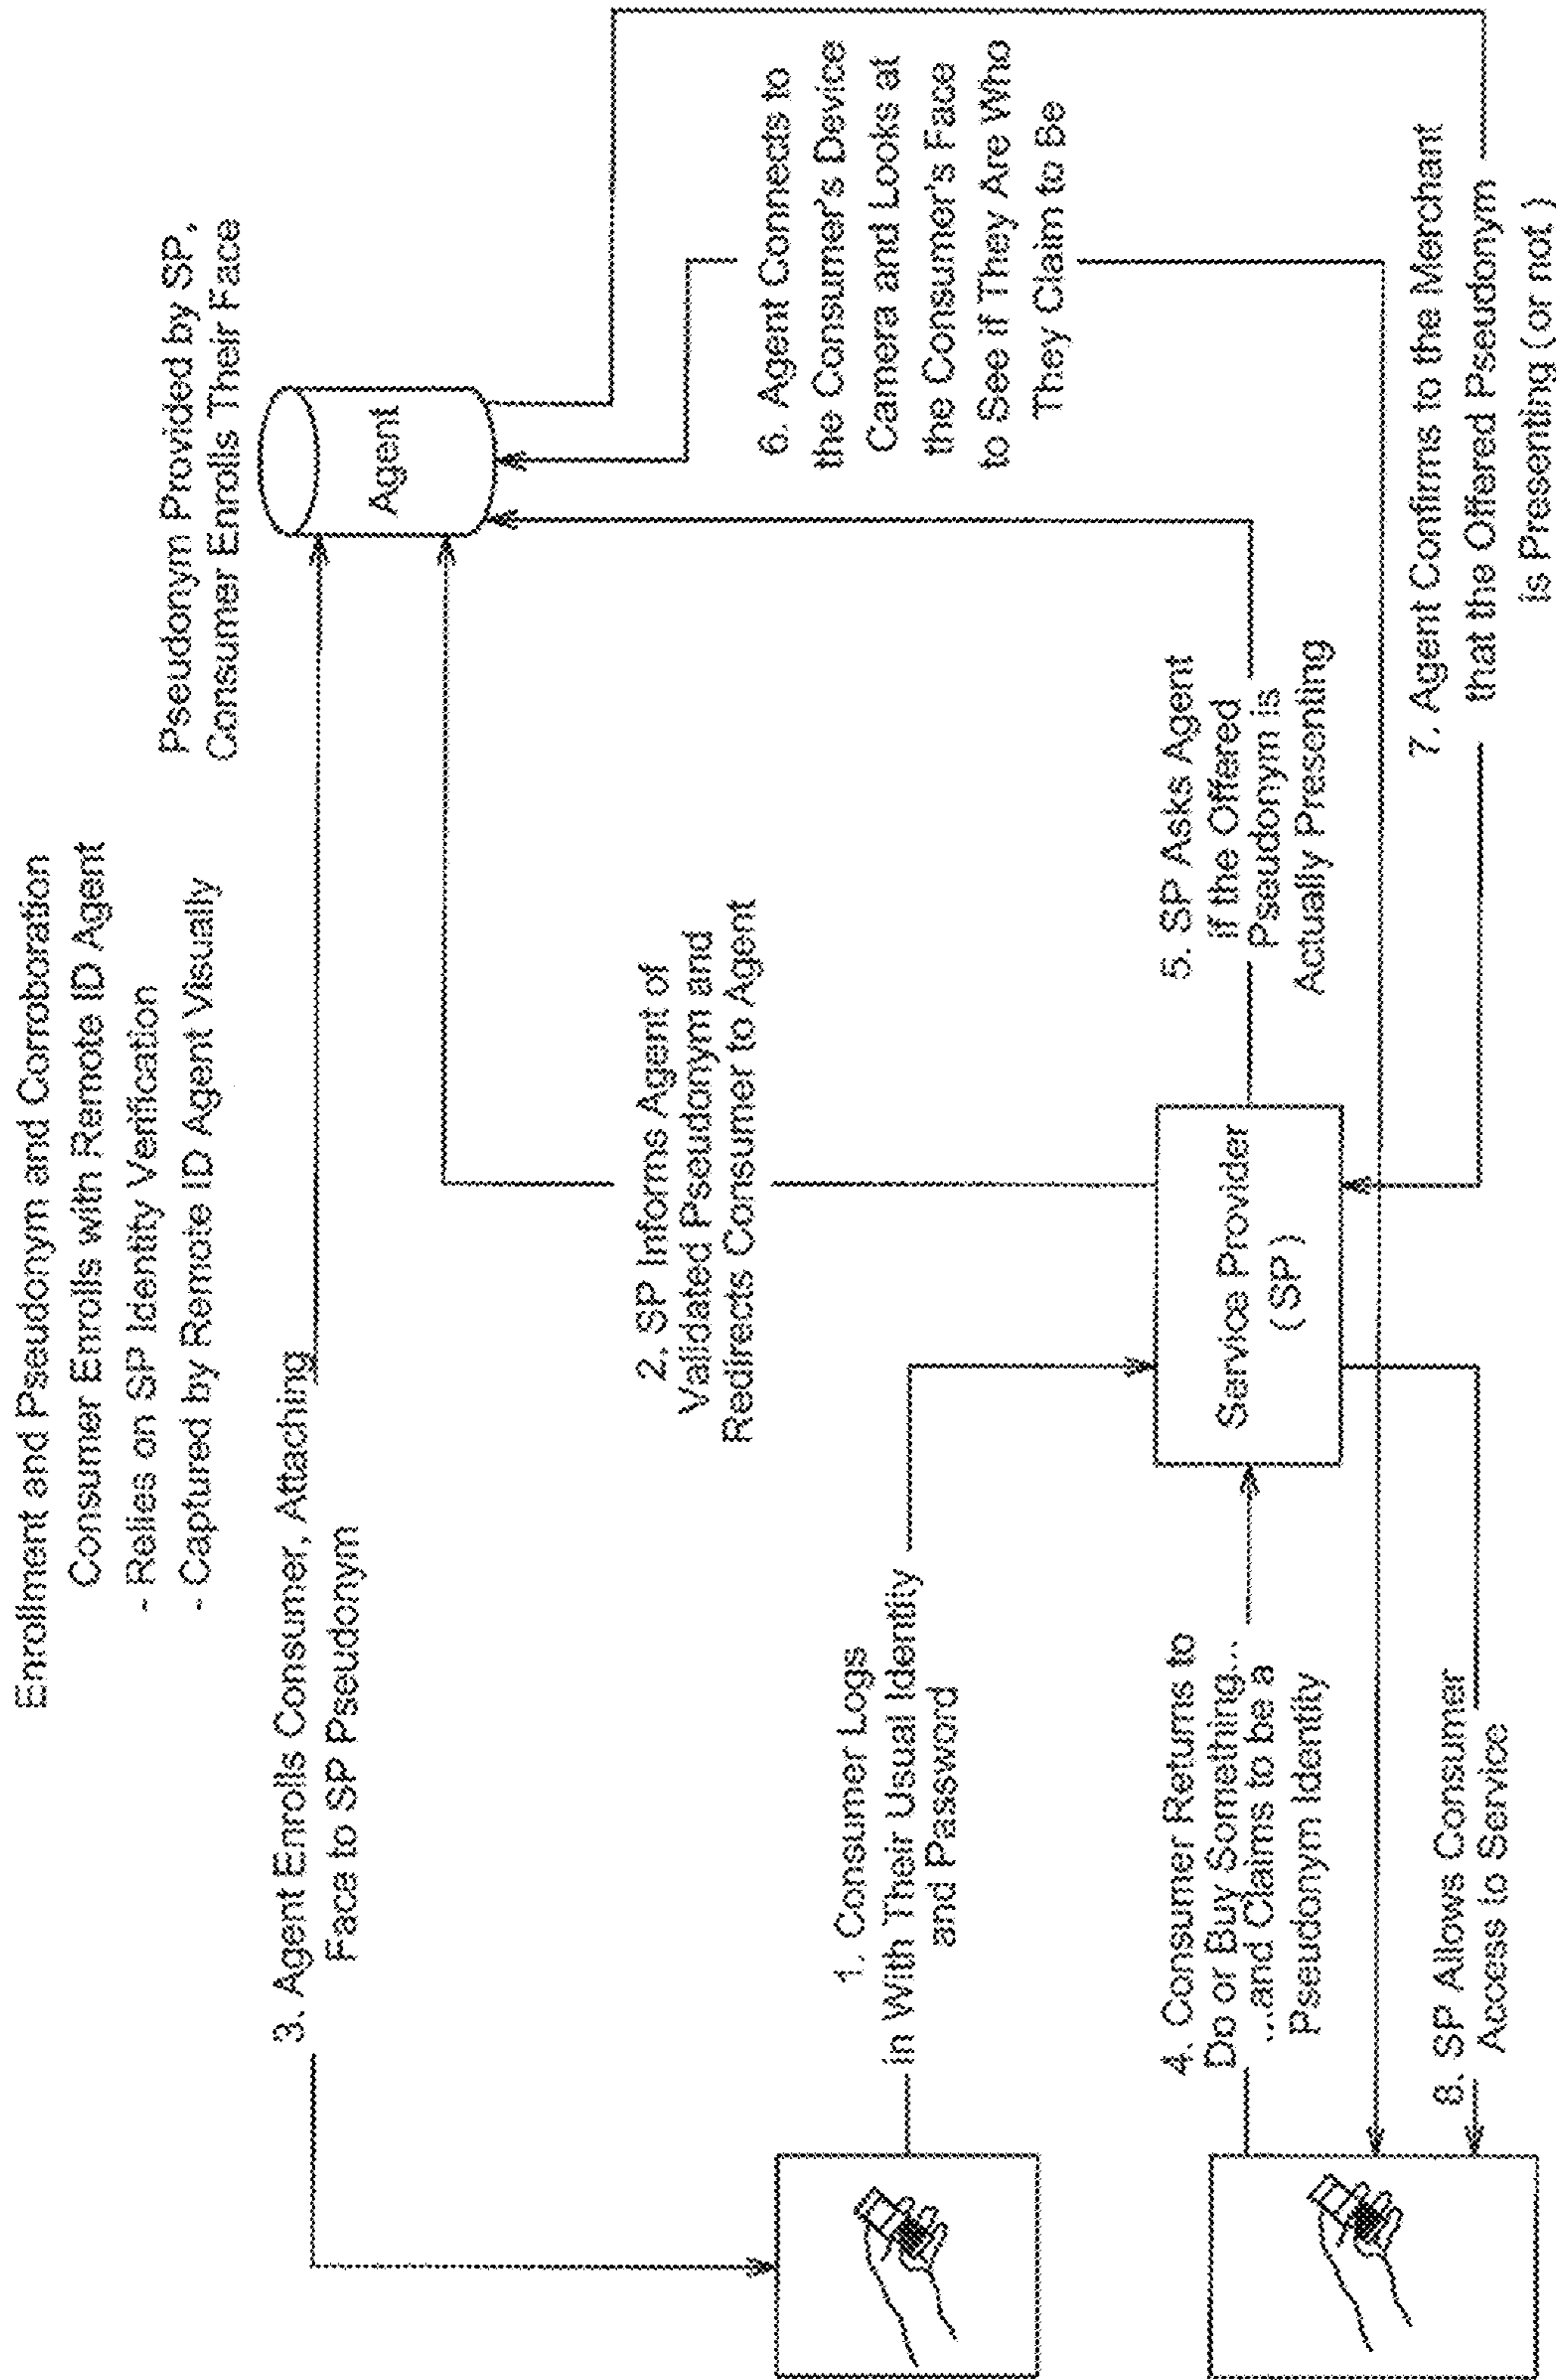 Enrollment and Pseudonym and Corroboration
Consumer Enrolls with Remote ID Agent
- Relies on SP Identity Verification
- Captured by Remote ID Agent Visually
Pseudonym Provided by SP,
Consumer Enrolls Their Face
3. Agent Enrolls Consumer, Attaching
Faca to SP Pseudonym
Agent
2. SP Informs Agent of
Validated Pseudonym and
Redirects Consumer to Agent
6. Agent Connects to
the Consumer's Device
Camera and Looks at
the Consumer's Face
to See if They Are Who
They Claim to Be
1. Consumer Logs
in With Their Usual Identity
and Password
4. Consumer Returns to
Do or Buy Something...
...and Claims to be a
Pseudonym Identity
Service Provider
( SP )
5. SP Asks Agent
if the Offered
Pseudonym is
Actually Presenting
7. Agent Confirms to the Merchant
that the Offered Pseudonym
is Presenting ( or not )
8. SP Allows Consumer
Access to Service